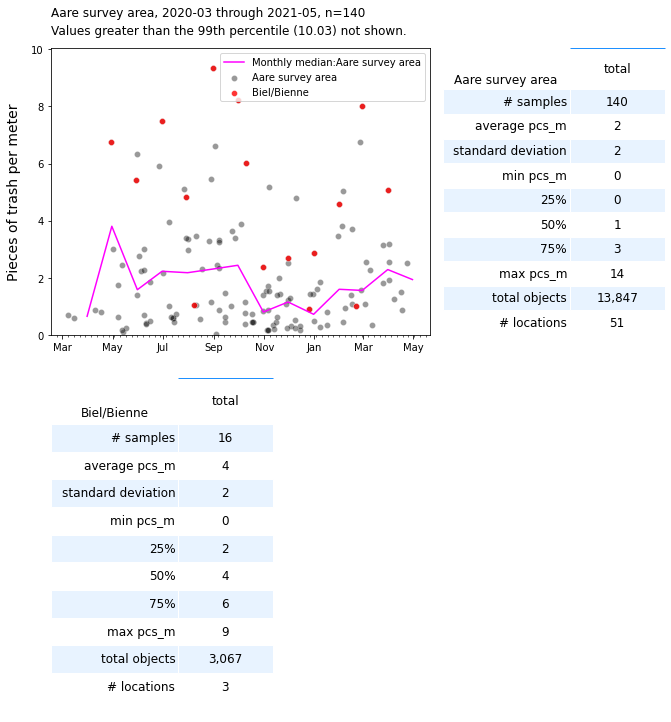 Aare survey area, 2020-03 through 2021-05, n=140
Values greater than the 99th percentile (10.03) not shown.
Pieces of trash per meter
10
8
6
4
2
0
Monthly median:Aare survey area
Aare survey area
Biel/Bienne
Mar May Jul Sep Nov Jan Mar May
Aare survey area total
# samples 140
average pcs_m 2
standard deviation 2
min pcs_m 0
25% 0
50% 1
75% 3
max pcs_m 14
total objects 13,847
# locations 51
Biel/Bienne total
# samples 16
average pcs_m 4
standard deviation 2
min pcs_m 0
25% 2
50% 4
75% 6
max pcs_m 9
total objects 3,067
# locations 3